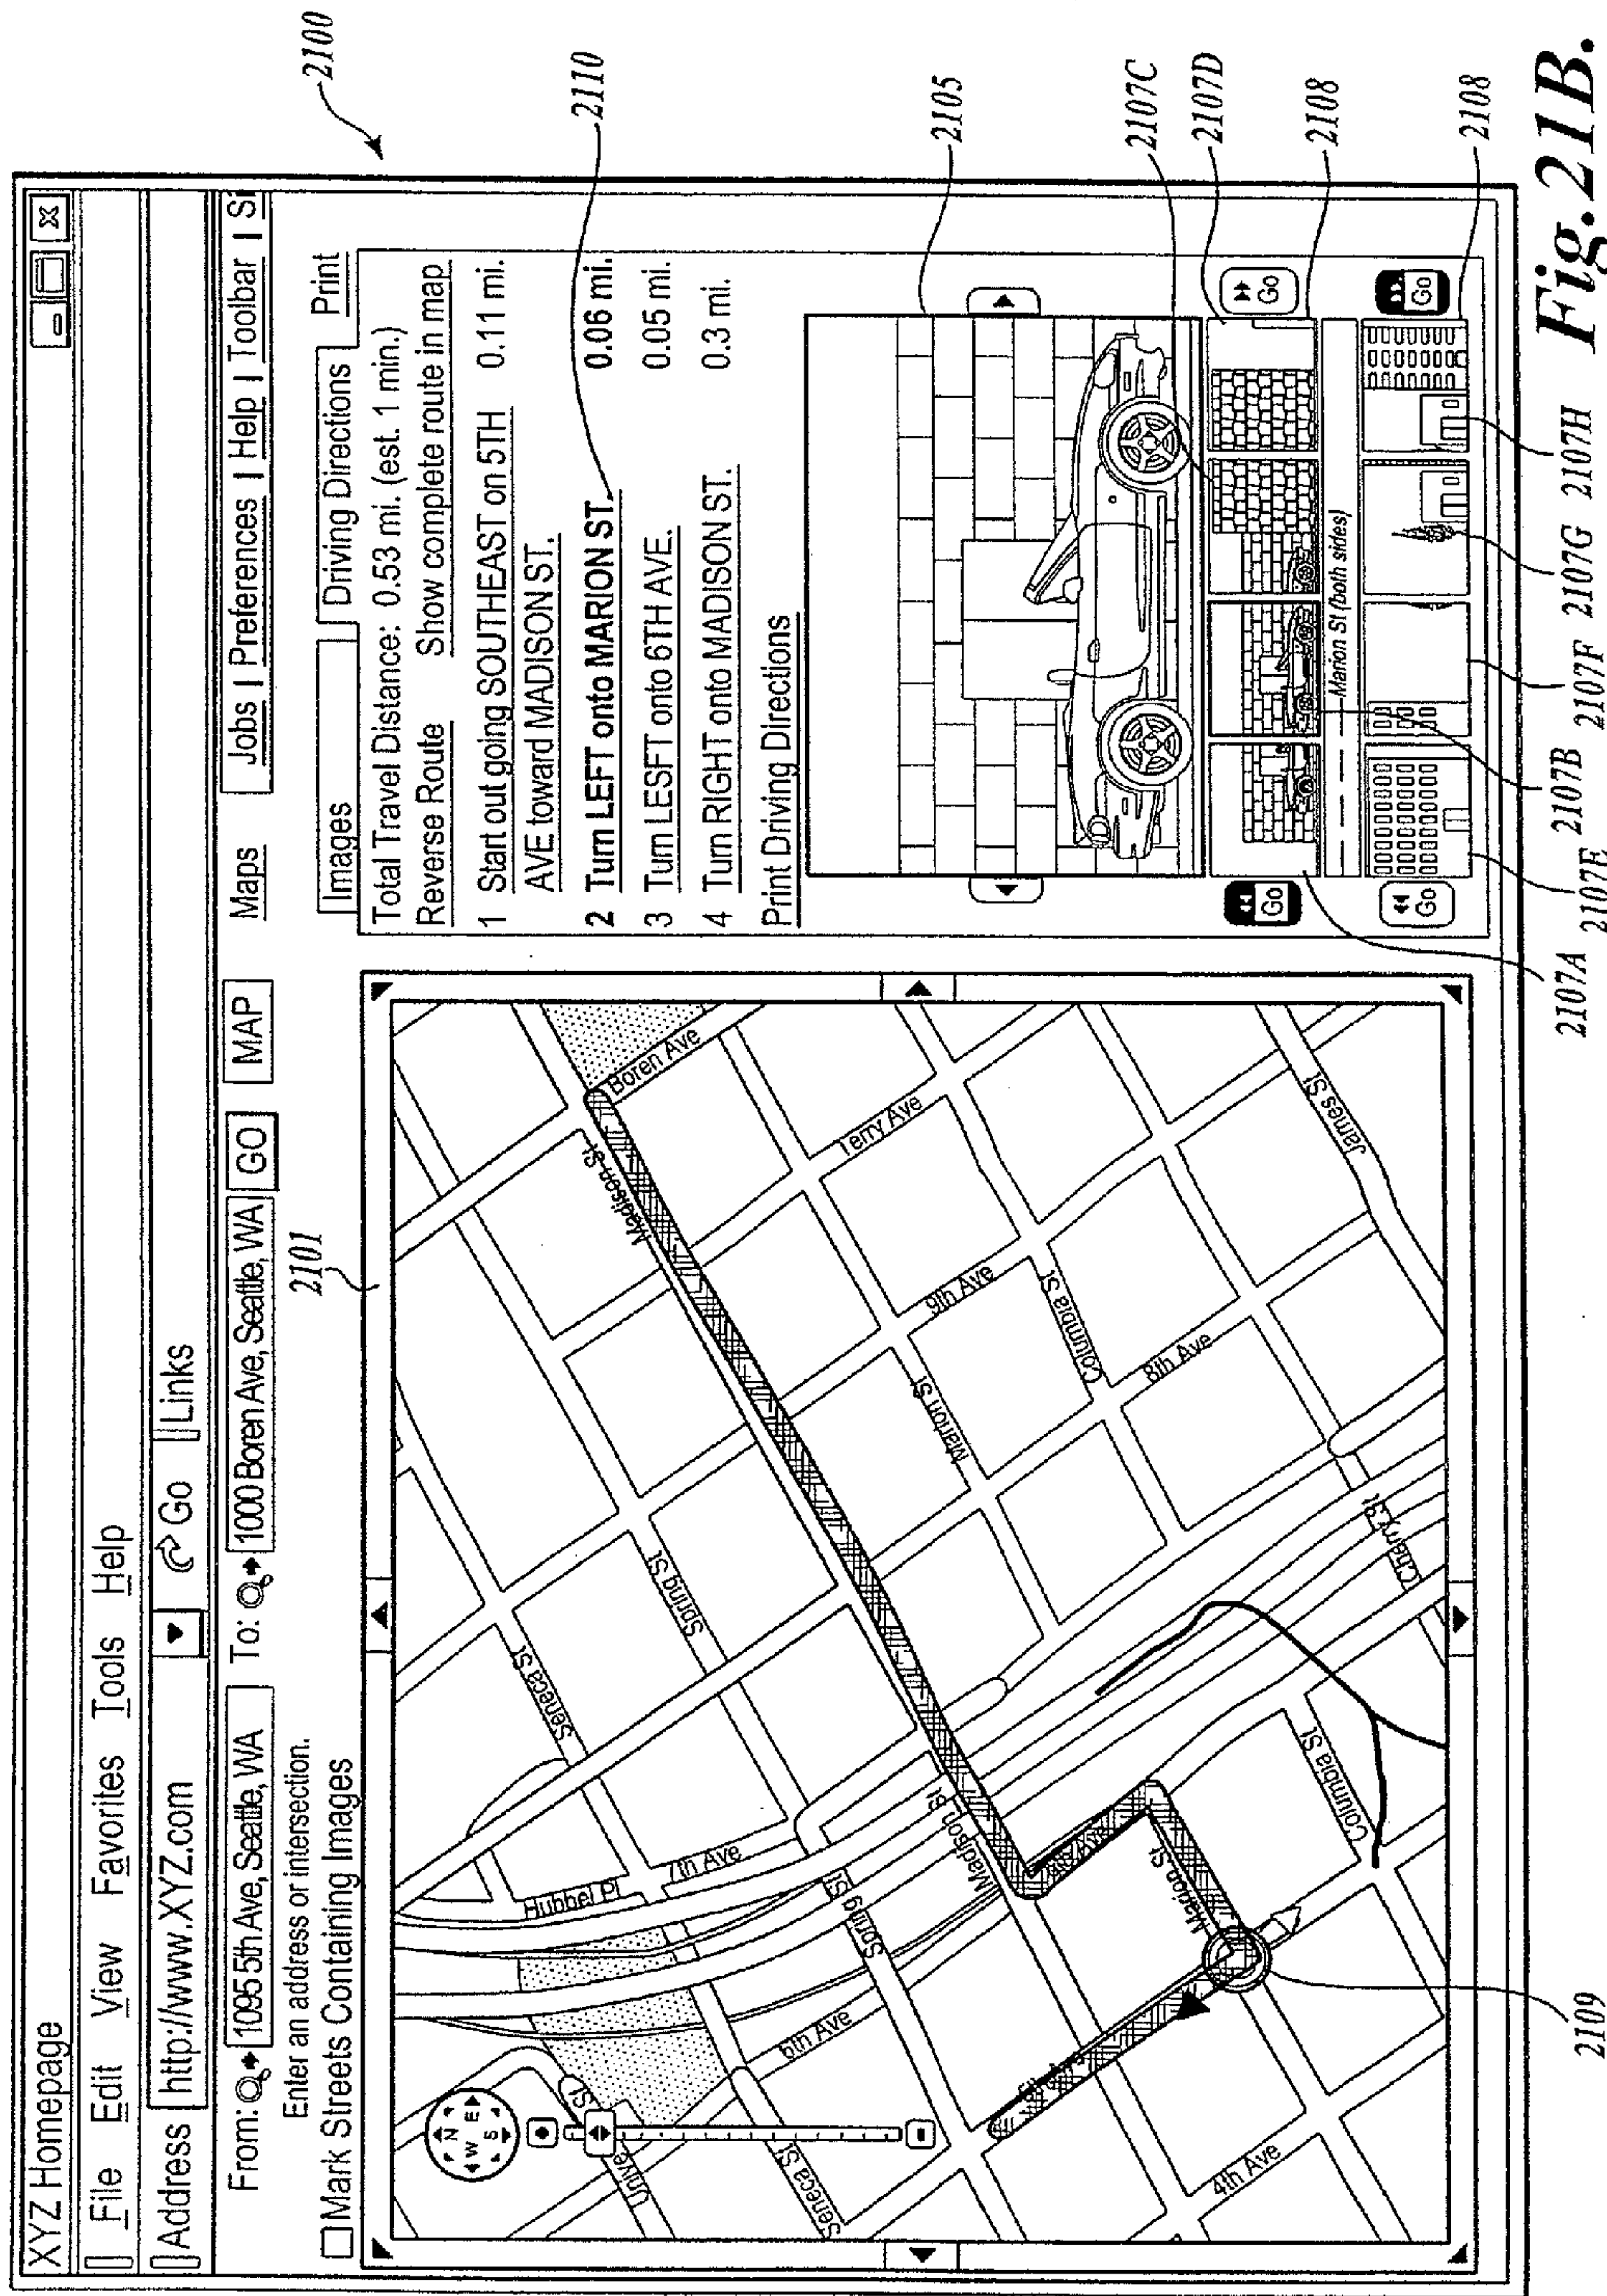 XYZ Homepage
File Edit View Favorites Tools Help
Address http://www.XYZ.com Go Links
From: 1095 5th Ave, Seattle, WA To: 1000 Boren Ave, Seattle, WA GO MAP Maps Jobs | Preferences | Help | Toolbar |
Enter an address or intersection.
Mark Streets Containing Images
2101
2100
N
W E
S
Seneca St
Spring St
Hubbel Pl
7th Ave
6th Ave
Seneca St
Spring St
Madison St
Madison St
Boren Ave
Terry Ave
9th Ave
Marion St
Columbia St
8th Ave
James St
Cherry St
Marion St
Columbia St
4th Ave
2109
Images Driving Directions Print
Total Travel Distance: 0.53 mi. (est. 1 min.)
Reverse Route Show complete route in map
1 Start out going SOUTHEAST on 5TH 0.11 mi.
AVE toward MADISON ST.
2 Turn LEFT onto MARION ST. 0.06 mi.
2110
3 Turn LESFT onto 6TH AVE. 0.05 mi.
4 Turn RIGHT onto MADISON ST. 0.3 mi.
Print Driving Directions
2105
2107C
2107D
Go Go
2108
Marion St (both sides)
Go Go
2108
2107A 2107E 2107B 2107F 2107G 2107H
Fig.21B.